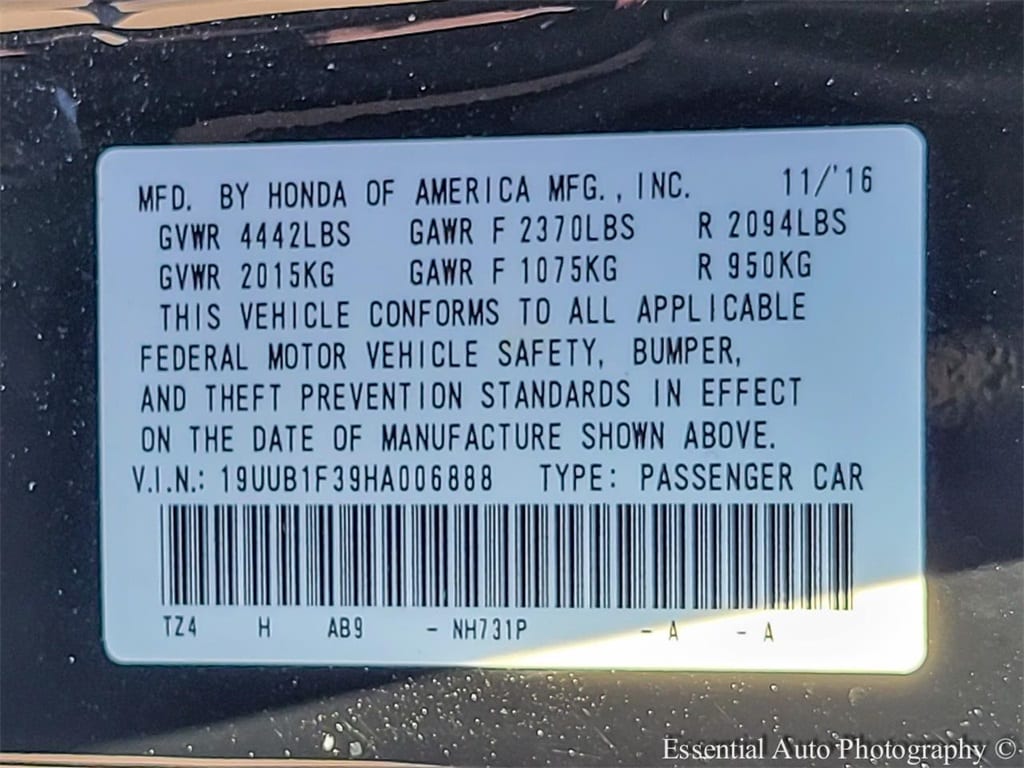 MFD. BY HONDA OF AMERICA MFG., INC. 11/'16
GVWR 4442LBS GAWR F 2370LBS R 2094LBS
GVWR 2015KG GAWR F 1075KG R 950KG
THIS VEHICLE CONFORMS TO ALL APPLICABLE
FEDERAL MOTOR VEHICLE SAFETY, BUMPER,
AND THEFT PREVENTION STANDARDS IN EFFECT
ON THE DATE OF MANUFACTURE SHOWN ABOVE.
V.I.N.: 19UUB1F39HA006888 TYPE: PASSENGER CAR
TZ4 H AB9 - NH731P - A - A
Essential Auto Photography ©